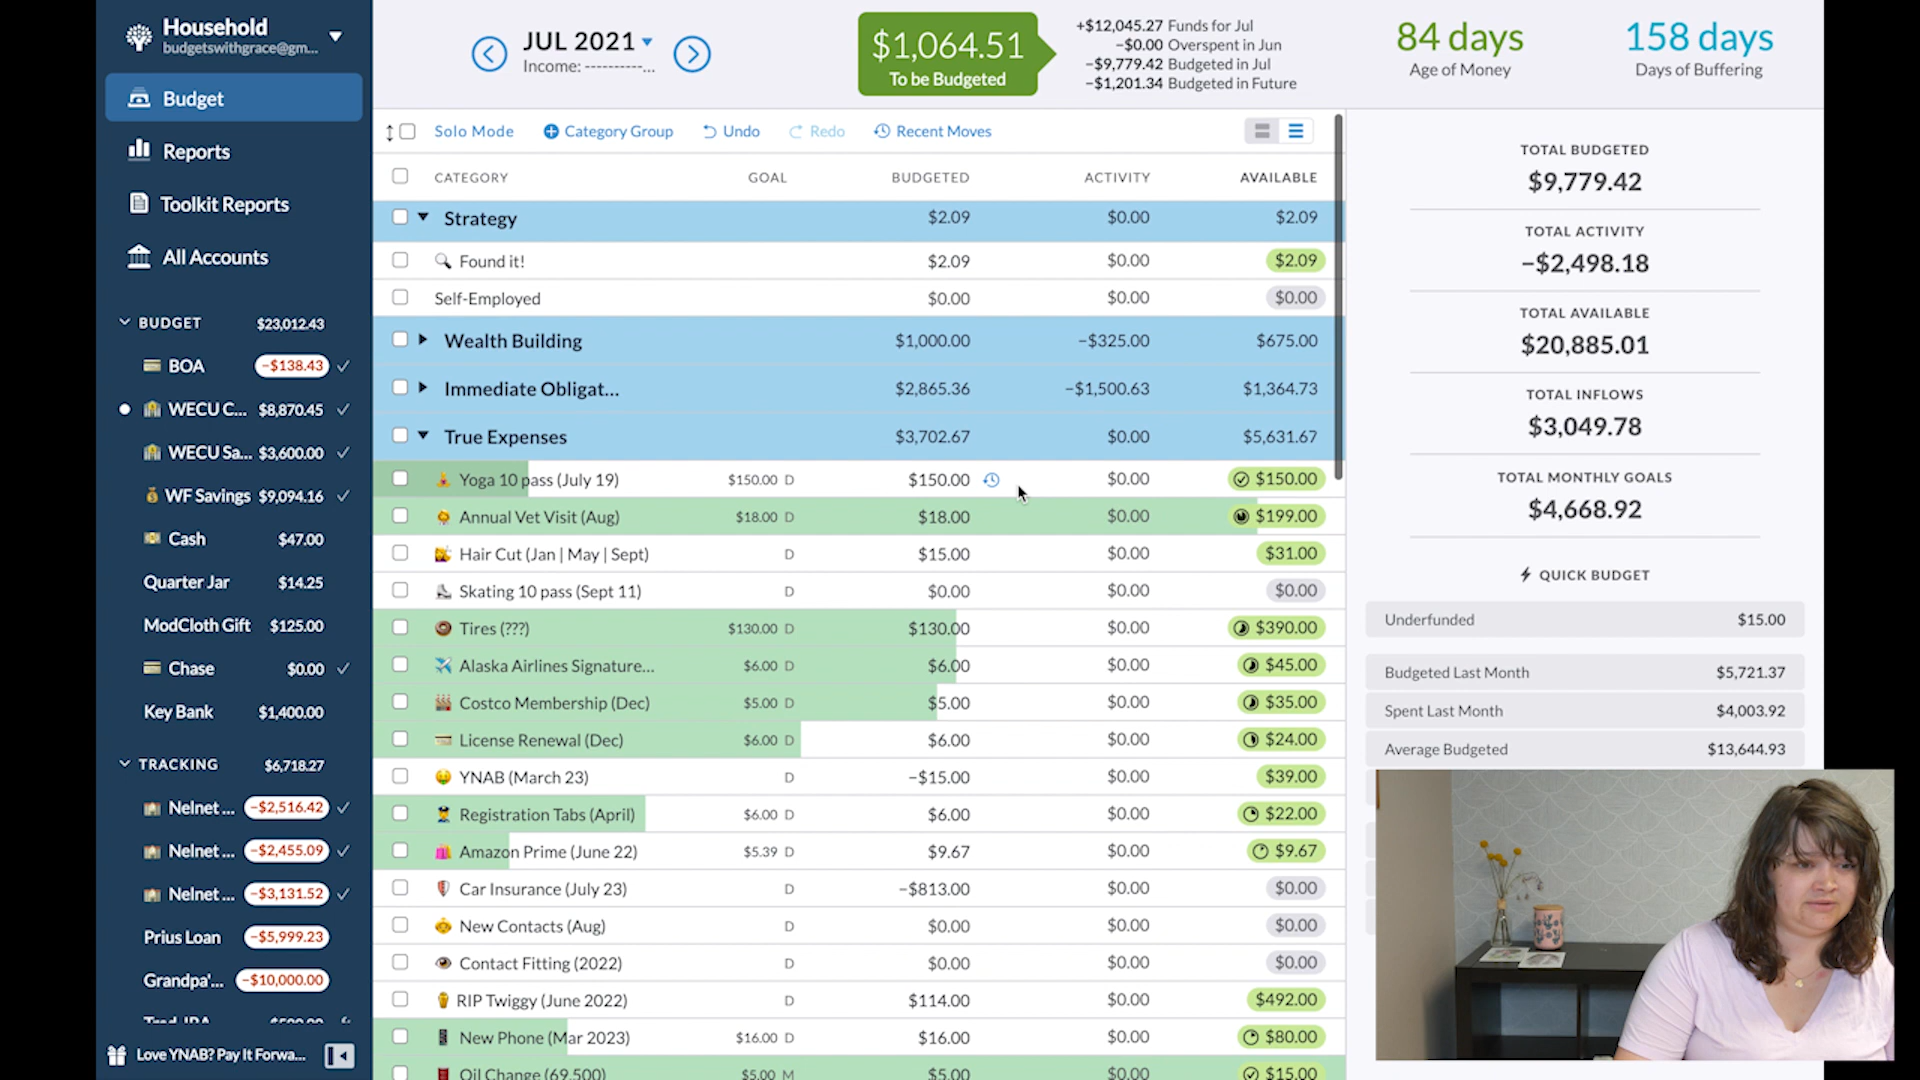 Household
budgetswithgrace@gm...
Budget
Reports
Toolkit Reports
All Accounts
BUDGET $23,012.43
BOA −$138.43
WECU C... $8,870.45
WECU Sa... $3,600.00
WF Savings $9,094.16
Cash $47.00
Quarter Jar $14.25
ModCloth Gift $125.00
Chase $0.00
Key Bank $1,400.00
TRACKING $6,718.27
Nelnet ... −$2,516.42
Nelnet ... −$2,455.09
Nelnet ... −$3,131.52
Prius Loan −$5,999.23
Grandpa'... −$10,000.00
Love YNAB? Pay It Forwa...
JUL 2021
Income: ----------...
$1,064.51
To be Budgeted
+$12,045.27 Funds for Jul
−$0.00 Overspent in Jun
−$9,779.42 Budgeted in Jul
−$1,201.34 Budgeted in Future
84 days
Age of Money
158 days
Days of Buffering
Solo Mode Category Group Undo Redo Recent Moves
CATEGORY GOAL BUDGETED ACTIVITY AVAILABLE
Strategy $2.09 $0.00 $2.09
Found it! $2.09 $0.00 $2.09
Self-Employed $0.00 $0.00 $0.00
Wealth Building $1,000.00 −$325.00 $675.00
Immediate Obligat... $2,865.36 −$1,500.63 $1,364.73
True Expenses $3,702.67 $0.00 $5,631.67
Yoga 10 pass (July 19) $150.00 D $150.00 $0.00 $150.00
Annual Vet Visit (Aug) $18.00 D $18.00 $0.00 $199.00
Hair Cut (Jan | May | Sept) D $15.00 $0.00 $31.00
Skating 10 pass (Sept 11) D $0.00 $0.00 $0.00
Tires (???) $130.00 D $130.00 $0.00 $390.00
Alaska Airlines Signature... $6.00 D $6.00 $0.00 $45.00
Costco Membership (Dec) $5.00 D $5.00 $0.00 $35.00
License Renewal (Dec) $6.00 D $6.00 $0.00 $24.00
YNAB (March 23) D −$15.00 $0.00 $39.00
Registration Tabs (April) $6.00 D $6.00 $0.00 $22.00
Amazon Prime (June 22) $5.39 D $9.67 $0.00 $9.67
Car Insurance (July 23) D −$813.00 $0.00 $0.00
New Contacts (Aug) D $0.00 $0.00 $0.00
Contact Fitting (2022) D $0.00 $0.00 $0.00
RIP Twiggy (June 2022) D $114.00 $0.00 $492.00
New Phone (Mar 2023) $16.00 D $16.00 $0.00 $80.00
Oil Change (69,500) $5.00 M $5.00 $0.00 $15.00
TOTAL BUDGETED
$9,779.42
TOTAL ACTIVITY
−$2,498.18
TOTAL AVAILABLE
$20,885.01
TOTAL INFLOWS
$3,049.78
TOTAL MONTHLY GOALS
$4,668.92
QUICK BUDGET
Underfunded $15.00
Budgeted Last Month $5,721.37
Spent Last Month $4,003.92
Average Budgeted $13,644.93